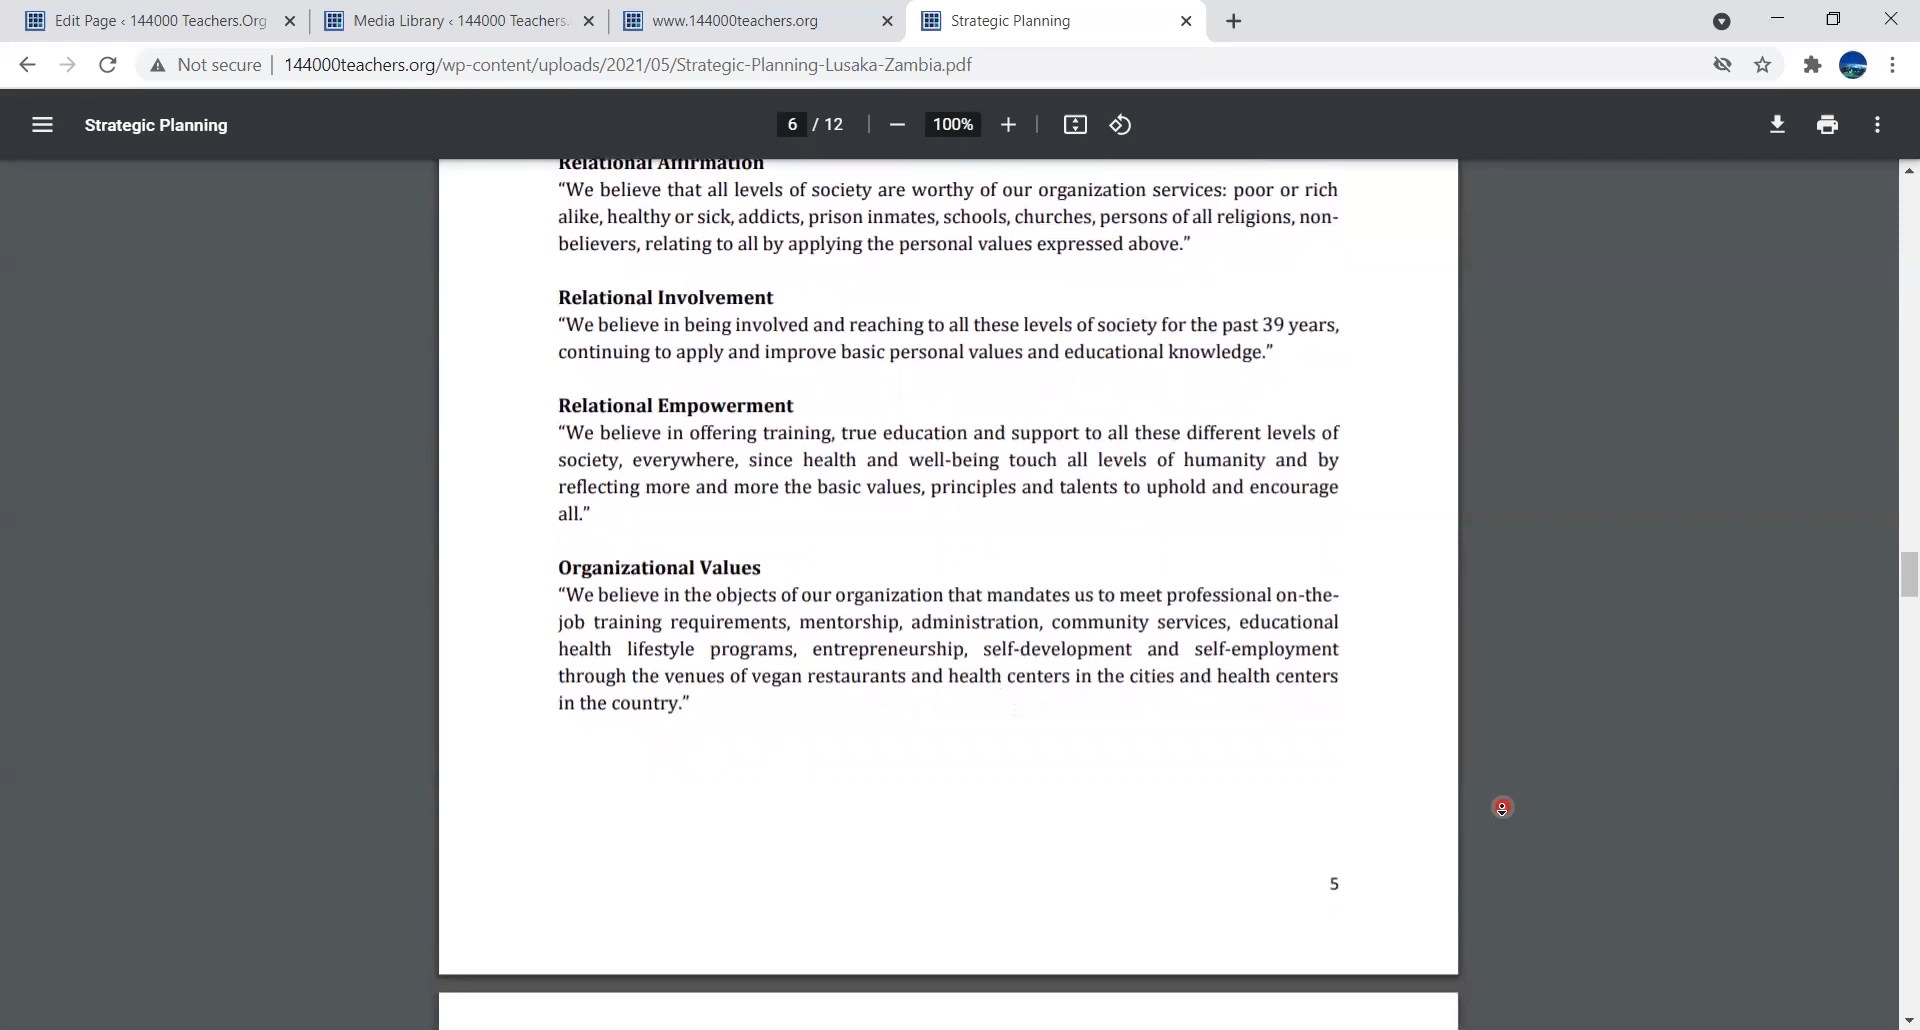 Edit Page ‹ 144000 Teachers.Org
Media Library ‹ 144000 Teachers.
www.144000teachers.org
Strategic Planning
Not secure
144000teachers.org/wp-content/uploads/2021/05/Strategic-Planning-Lusaka-Zambia.pdf
Strategic Planning
6 / 12
100%
Relational Affirmation
“We believe that all levels of society are worthy of our organization services: poor or rich
alike, healthy or sick, addicts, prison inmates, schools, churches, persons of all religions, non-
believers, relating to all by applying the personal values expressed above.”
Relational Involvement
“We believe in being involved and reaching to all these levels of society for the past 39 years,
continuing to apply and improve basic personal values and educational knowledge.”
Relational Empowerment
“We believe in offering training, true education and support to all these different levels of
society, everywhere, since health and well-being touch all levels of humanity and by
reflecting more and more the basic values, principles and talents to uphold and encourage
all.”
Organizational Values
“We believe in the objects of our organization that mandates us to meet professional on-the-
job training requirements, mentorship, administration, community services, educational
health lifestyle programs, entrepreneurship, self-development and self-employment
through the venues of vegan restaurants and health centers in the cities and health centers
in the country.”
5